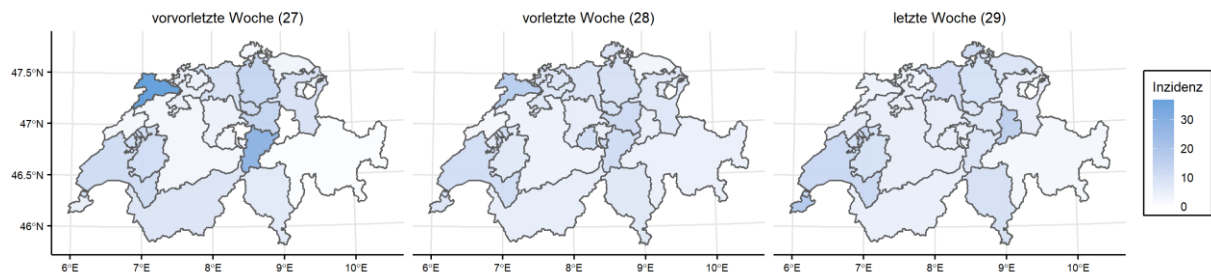 vorvorletzte Woche (27)
vorletzte Woche (28)
letzte Woche (29)
47.5°N
47°N
46.5°N
46°N
6°E 7°E 8°E 9°E 10°E
6°E 7°E 8°E 9°E 10°E
6°E 7°E 8°E 9°E 10°E
Inzidenz
30
20
10
0